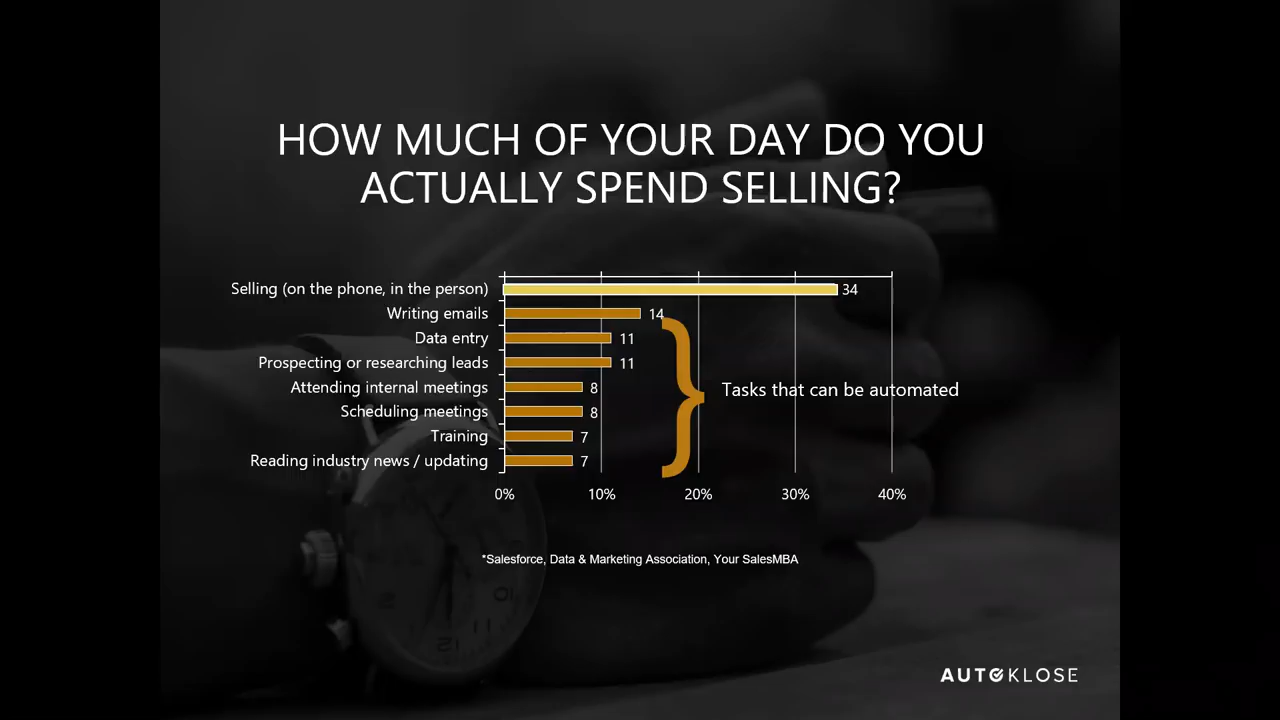 HOW MUCH OF YOUR DAY DO YOU
ACTUALLY SPEND SELLING?
Selling (on the phone, in the person) 34
Writing emails 14
Data entry 11
Prospecting or researching leads 11
Attending internal meetings 8
Scheduling meetings 8
Training 7
Reading industry news / updating 7
Tasks that can be automated
0% 10% 20% 30% 40%
*Salesforce, Data & Marketing Association, Your SalesMBA
AUTOKLOSE